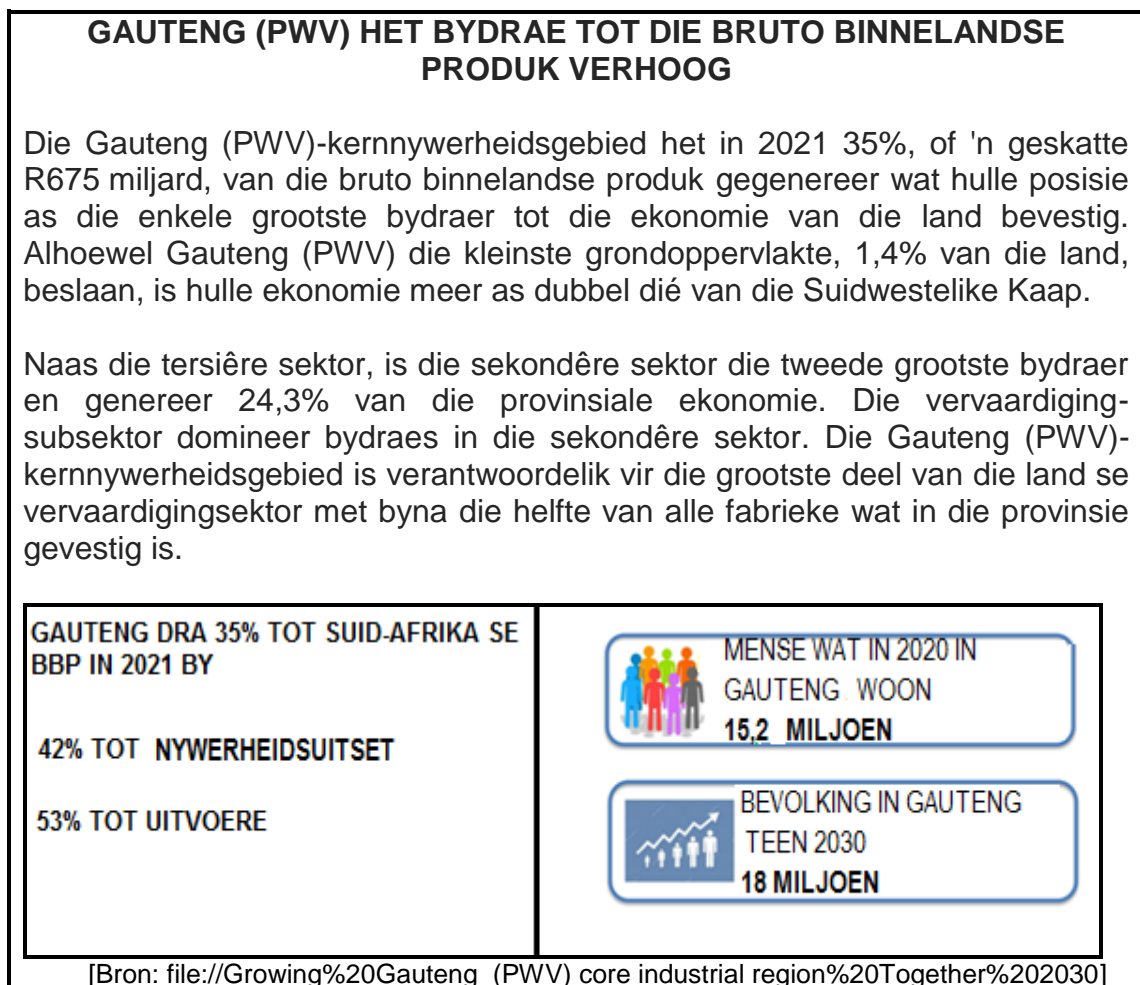 GAUTENG (PWV) HET BYDRAE TOT DIE BRUTO BINNELANDSE
PRODUK VERHOOG
Die Gauteng (PWV)-kernnywerheidsgebied het in 2021 35%, of 'n geskatte
R675 miljard, van die bruto binnelandse produk gegenereer wat hulle posisie
as die enkele grootste bydraer tot die ekonomie van die land bevestig.
Alhoewel Gauteng (PWV) die kleinste grondoppervlakte, 1,4% van die land,
beslaan, is hulle ekonomie meer as dubbel dié van die Suidwestelike Kaap.
Naas die tersiêre sektor, is die sekondêre sektor die tweede grootste bydraer
en genereer 24,3% van die provinsiale ekonomie. Die vervaardiging-
subsektor domineer bydraes in die sekondêre sektor. Die Gauteng (PWV)-
kernnywerheidsgebied is verantwoordelik vir die grootste deel van die land se
vervaardigingsektor met byna die helfte van alle fabrieke wat in die provinsie
gevestig is.
GAUTENG DRA 35% TOT SUID-AFRIKA SE
BBP IN 2021 BY
42% TOT NYWERHEIDSUITSET
53% TOT UITVOERE
MENSE WAT IN 2020 IN
GAUTENG WOON
15,2 MILJOEN
BEVOLKING IN GAUTENG
TEEN 2030
18 MILJOEN
[Bron: file://Growing%20Gauteng (PWV) core industrial region%20Together%202030]